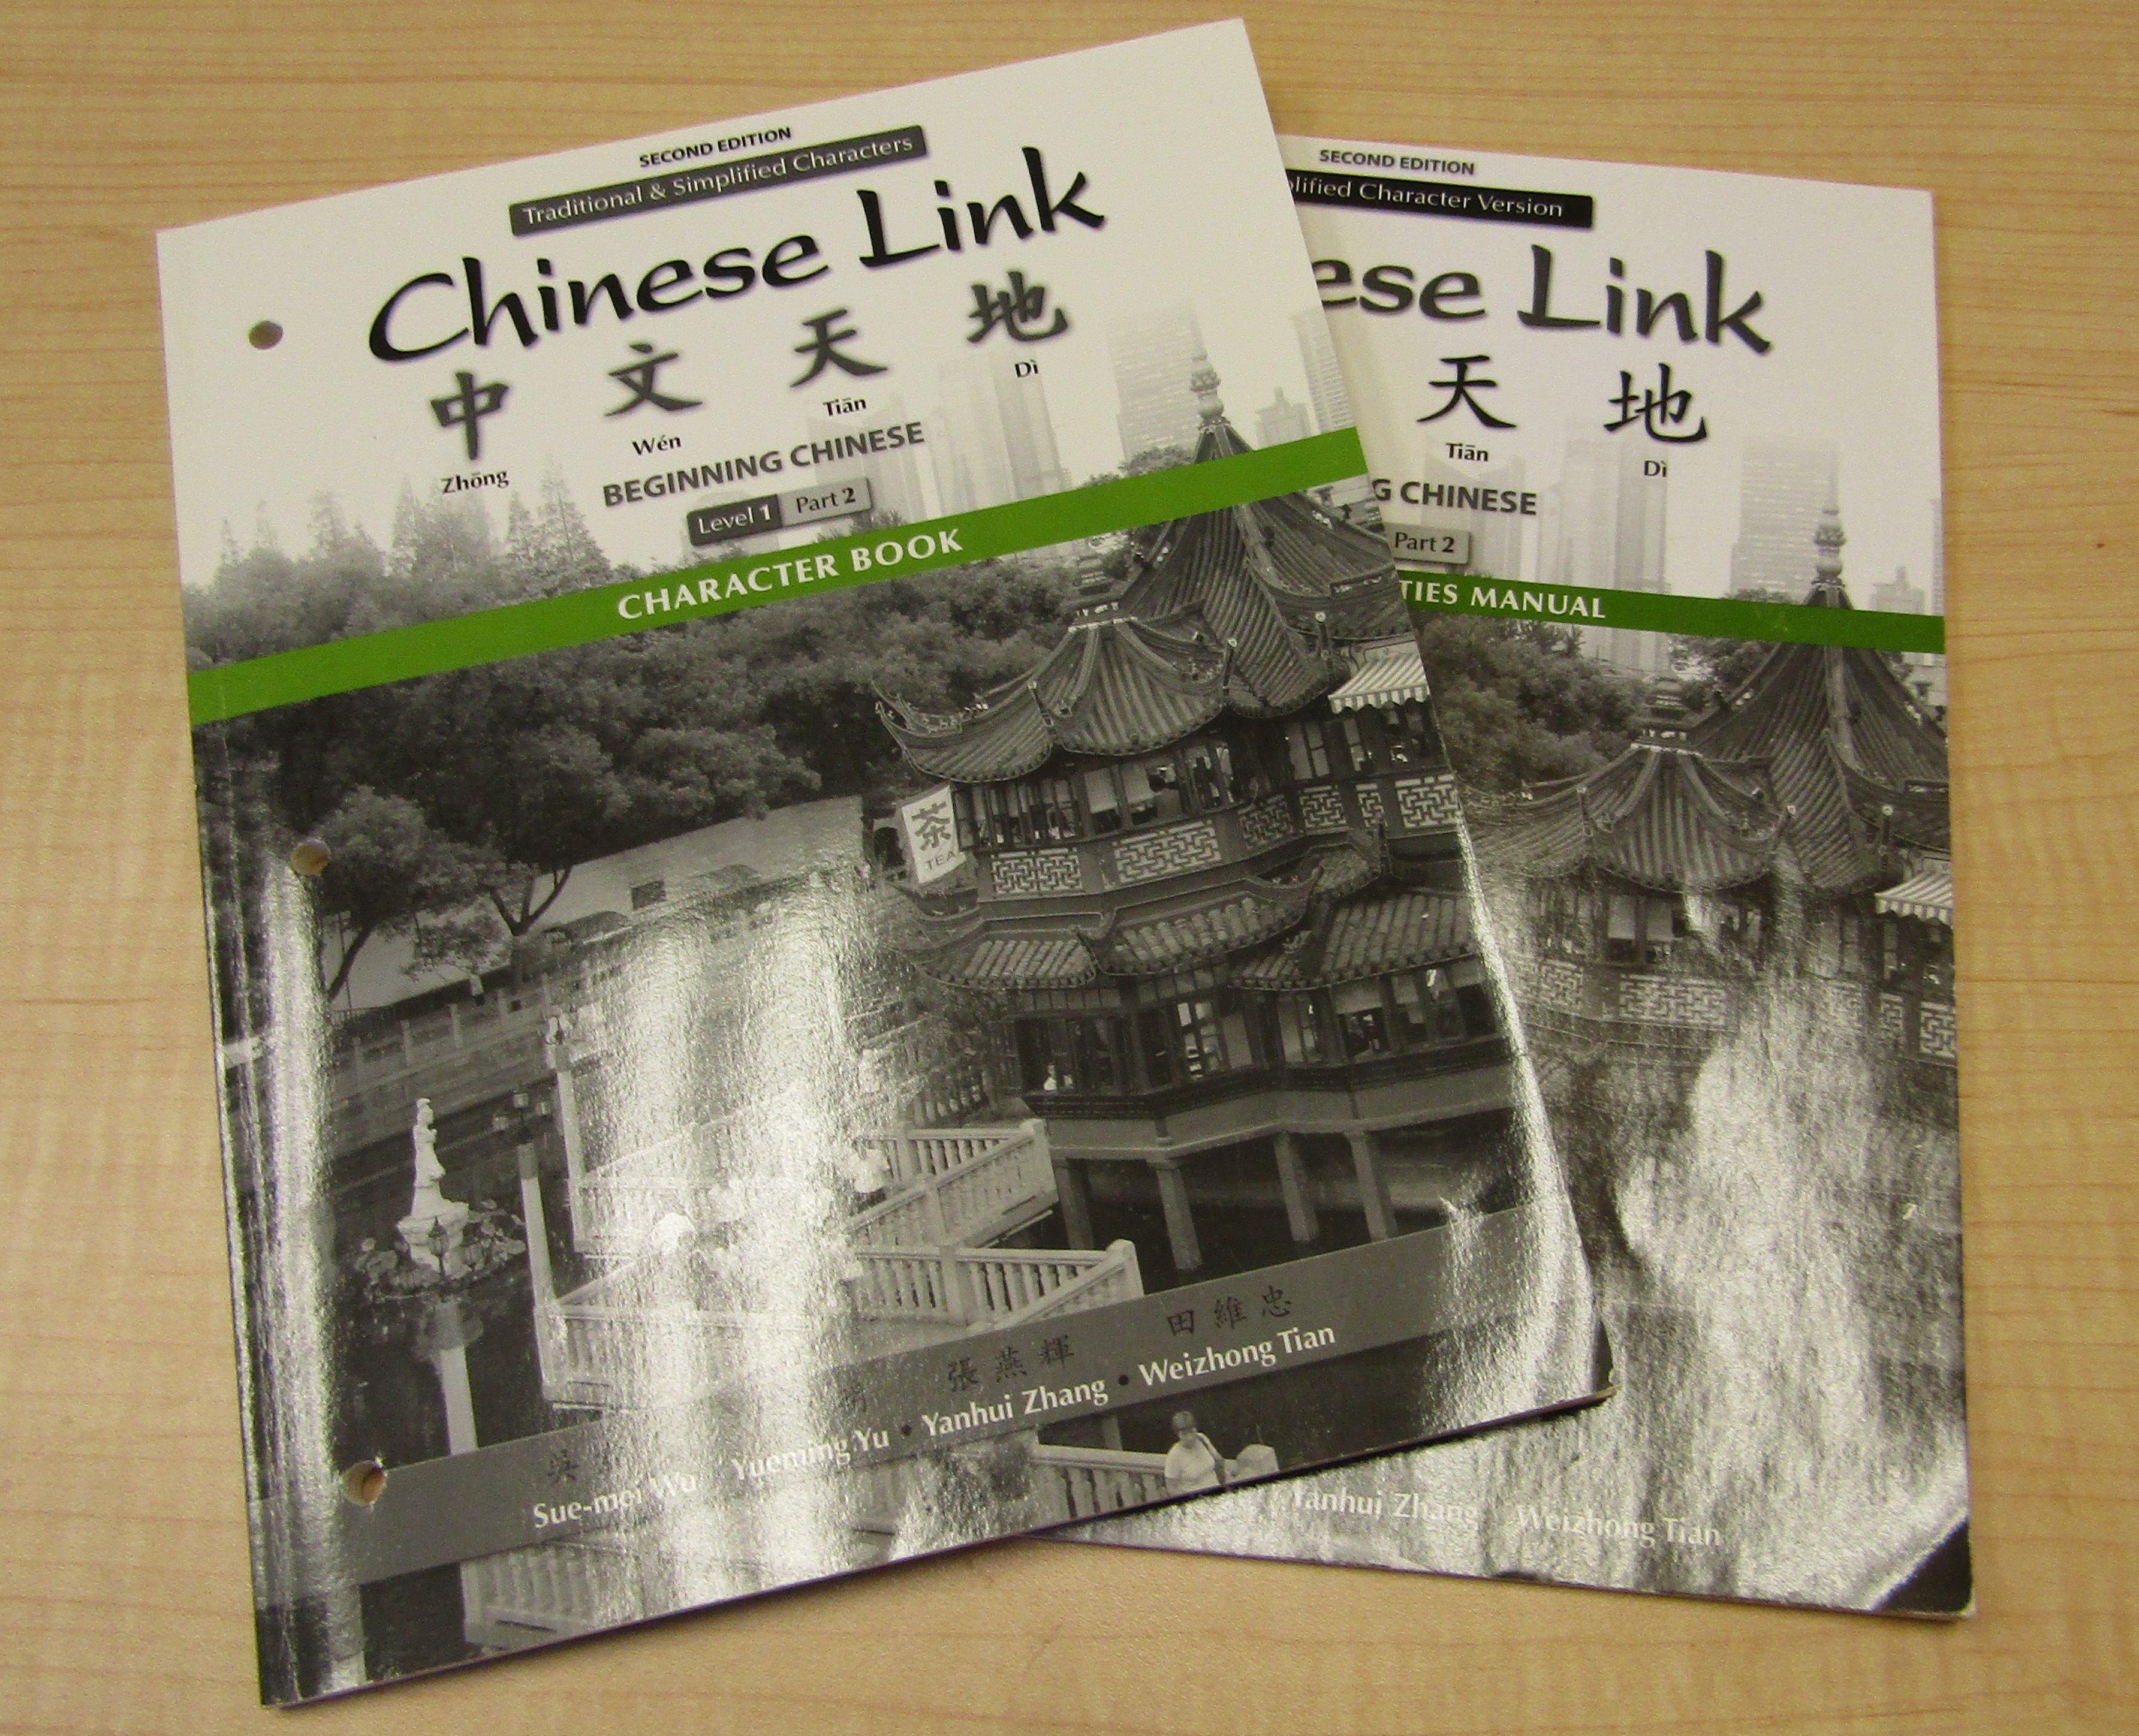 SECOND EDITION
Traditional & Simplified Characters
Chinese Link
中 文 天 地
Zhōng Wén Tiān Dì
BEGINNING CHINESE
Level 1 Part 2
CHARACTER BOOK
茶
TEA
吳 張燕輝 田維忠
Sue-mei Wu Yueming Yu • Yanhui Zhang • Weizhong Tian
SECOND EDITION
lified Character Version
ese Link
天 地
Tiān Dì
G CHINESE
Part 2
TIES MANUAL
Yanhui Zhang Weizhong Tian